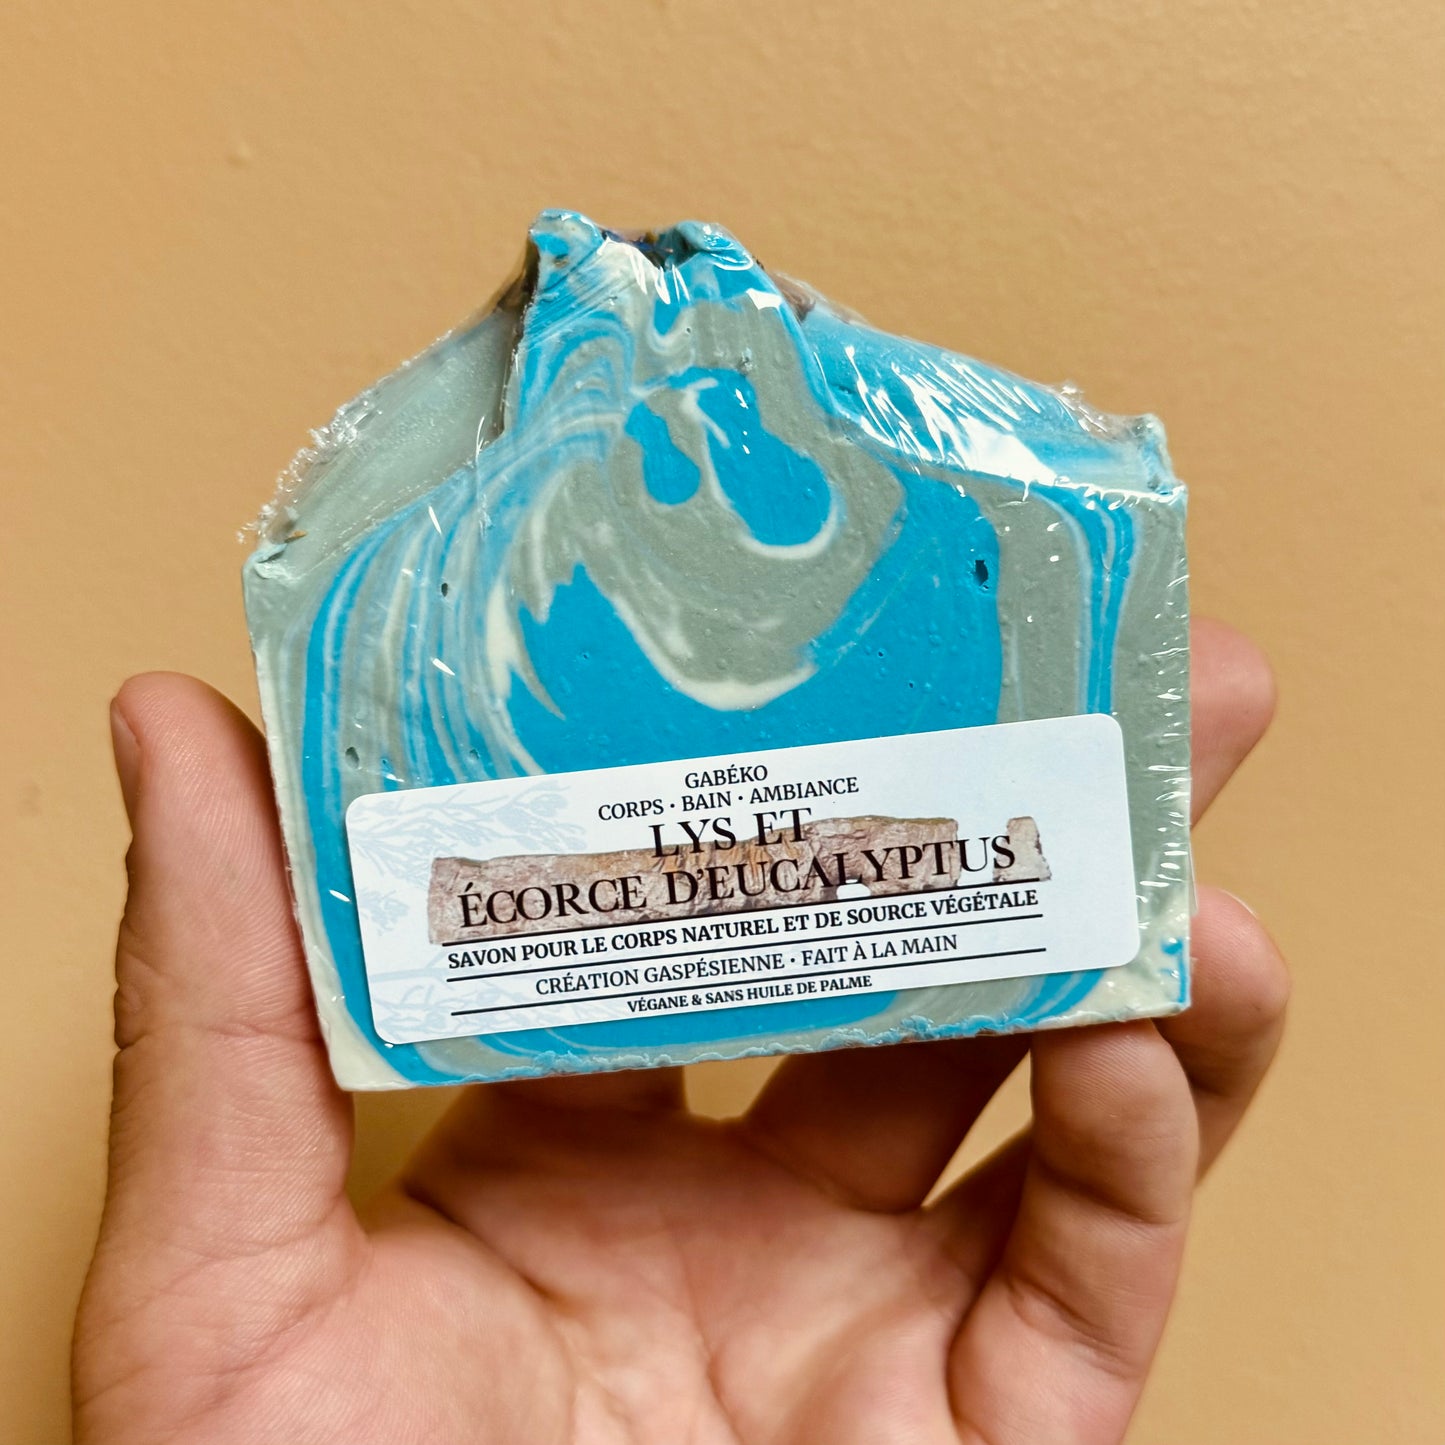 GABÉKO
CORPS • BAIN • AMBIANCE
LYS ET
ÉCORCE D'EUCALYPTUS
SAVON POUR LE CORPS NATUREL ET DE SOURCE VÉGÉTALE
CRÉATION GASPÉSIENNE • FAIT À LA MAIN
VÉGANE & SANS HUILE DE PALME